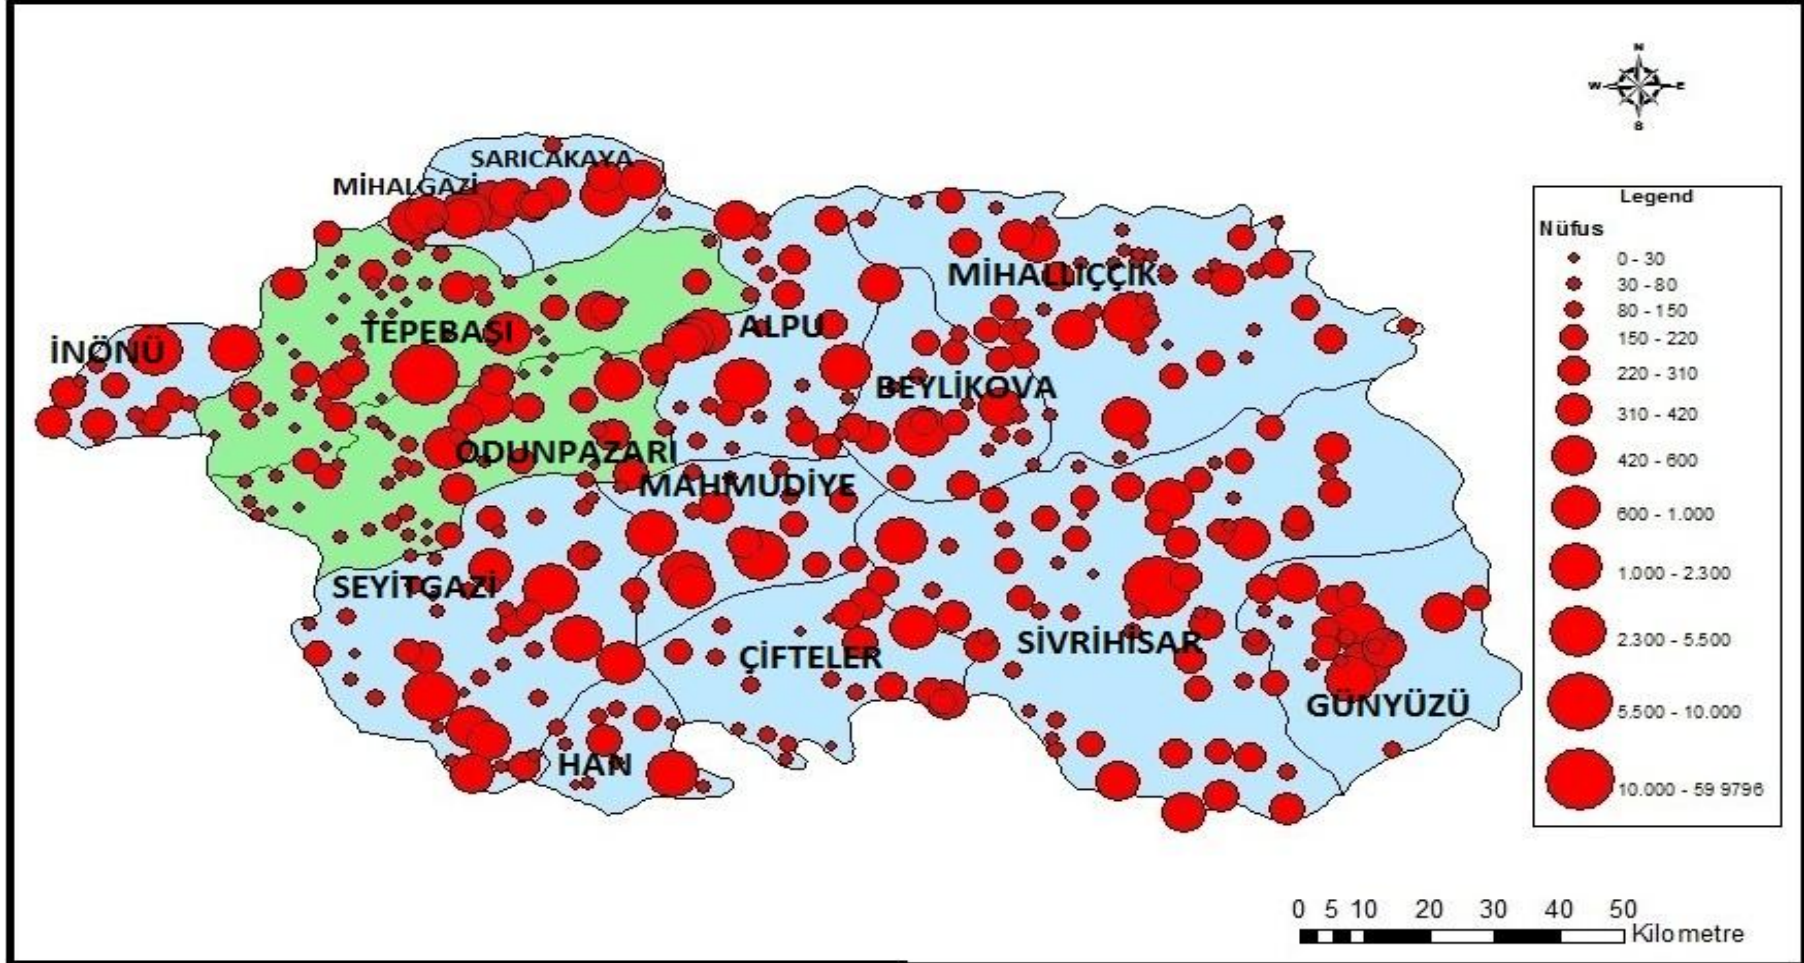 N
W E
S
SARICAKAYA
MİHALGAZİ
Legend
Nüfus
0 - 30
30 - 80
80 - 150
150 - 220
220 - 310
310 - 420
420 - 600
600 - 1.000
1.000 - 2.300
2.300 - 5.500
5.500 - 10.000
10.000 - 59 9796
MİHALLIÇÇIK
TEPEBAŞI
ALPU
İNÖNÜ
BEYLİKOVA
ODUNPAZARI
MAHMUDİYE
SEYİTGAZİ
SİVRİHİSAR
ÇİFTELER
GÜNYÜZÜ
HAN
0 5 10 20 30 40 50
Kilometre